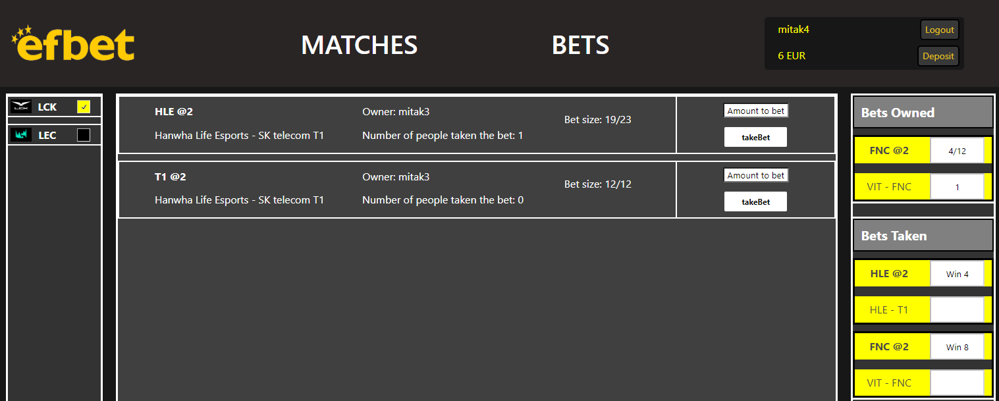 efbet
MATCHES
BETS
mitak4
Logout
6 EUR
Deposit
LCK
LEC
HLE @2
Owner: mitak3
Bet size: 19/23
Amount to bet
Hanwha Life Esports - SK telecom T1
Number of people taken the bet: 1
takeBet
T1 @2
Owner: mitak3
Bet size: 12/12
Amount to bet
Hanwha Life Esports - SK telecom T1
Number of people taken the bet: 0
takeBet
Bets Owned
FNC @2
4/12
VIT - FNC
1
Bets Taken
HLE @2
Win 4
HLE - T1
FNC @2
Win 8
VIT - FNC